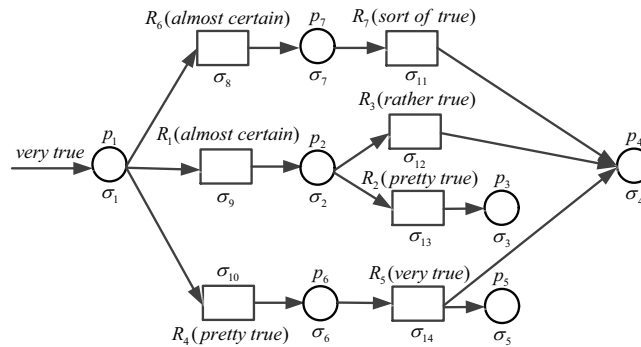 R6(almost certain)
p7
R7(sort of true)
σ8
σ7
σ11
R3(rather true)
very true
p1
R1(almost certain)
p2
p4
σ12
R2(pretty true)
p3
σ1
σ9
σ2
σ4
σ13
σ3
σ10
p6
R5(very true)
p5
R4(pretty true)
σ6
σ14
σ5